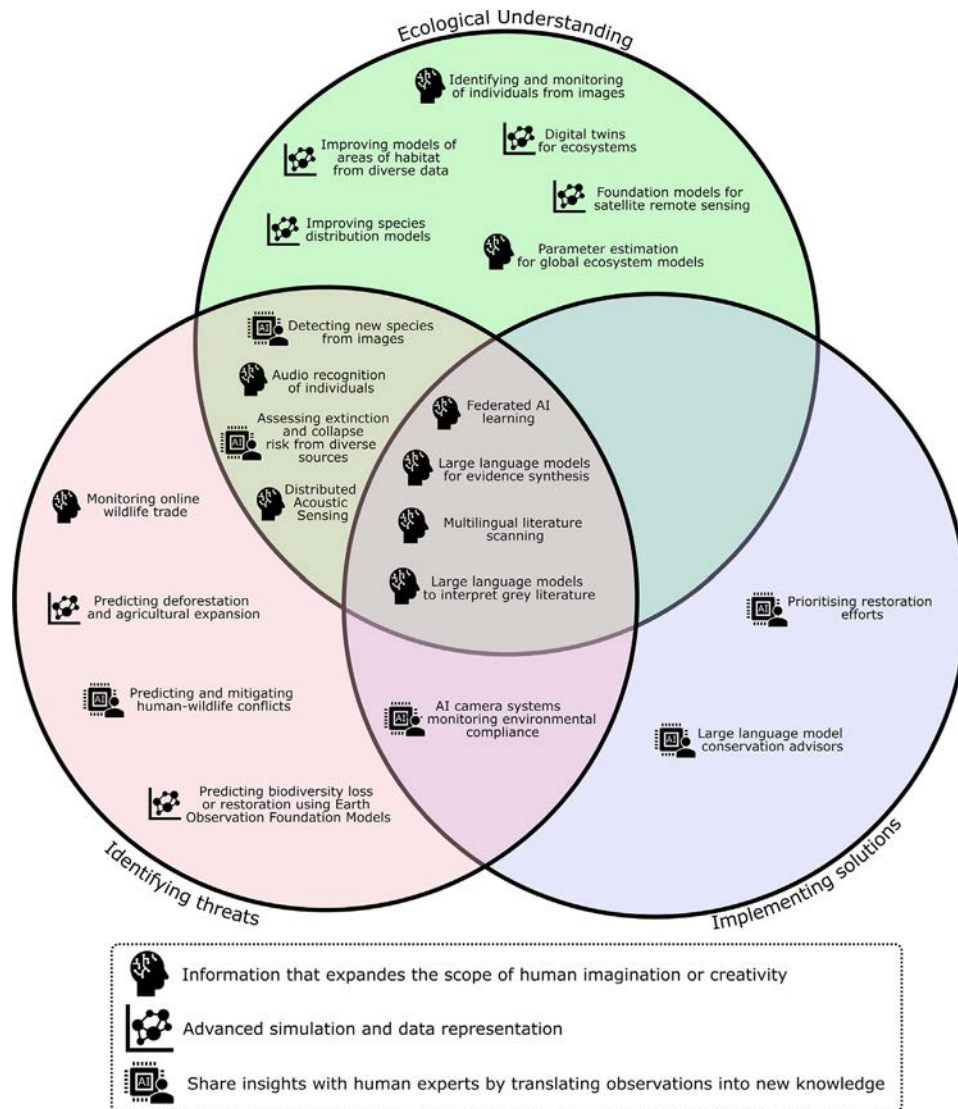 Ecological Understanding
Identifying and monitoring
of individuals from images
Digital twins
for ecosystems
Improving models of
areas of habitat
from diverse data
Foundation models for
satellite remote sensing
Improving species
distribution models
Parameter estimation
for global ecosystem models
Detecting new species
from images
Audio recognition
of individuals
Assessing extinction
and collapse
risk from diverse
sources
Distributed
Acoustic
Sensing
Federated AI
learning
Large language models
for evidence synthesis
Multilingual literature
scanning
Large language models
to interpret grey literature
Monitoring online
wildlife trade
Predicting deforestation
and agricultural expansion
Predicting and mitigating
human-wildlife conflicts
Predicting biodiversity loss
or restoration using Earth
Observation Foundation Models
AI camera systems
monitoring environmental
compliance
Prioritising restoration
efforts
Large language model
conservation advisors
Identifying threats
Implementing solutions
Information that expandes the scope of human imagination or creativity
Advanced simulation and data representation
AI
Share insights with human experts by translating observations into new knowledge